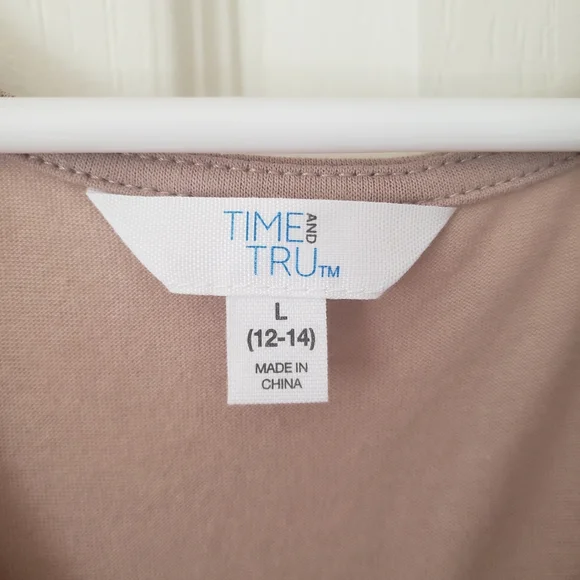 TIME AND
TRU™
L
(12-14)
MADE IN
CHINA